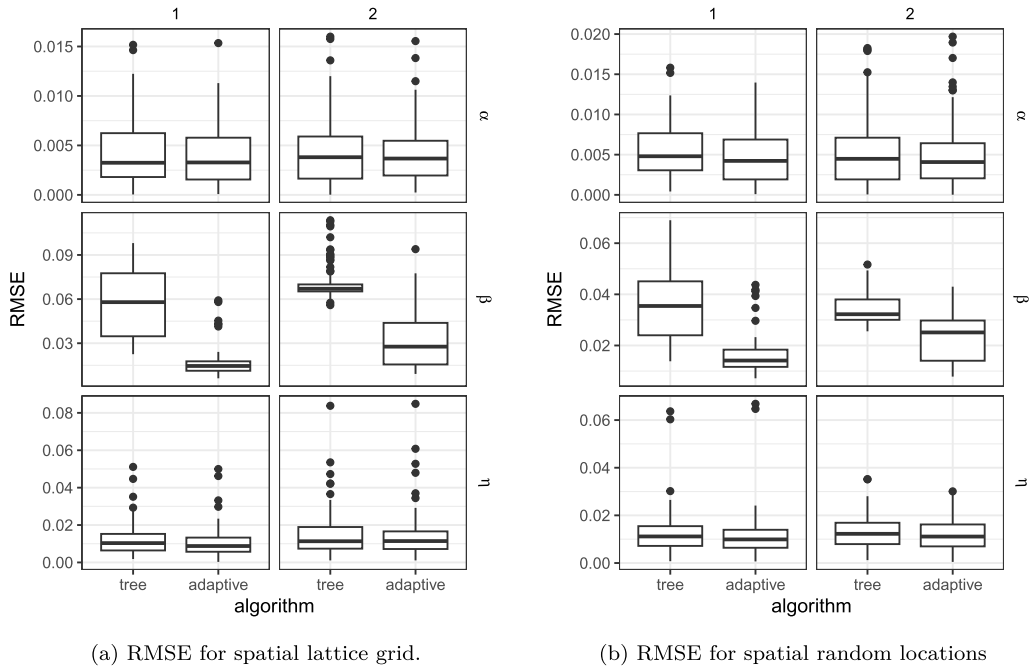 1 2
0.015
0.010
0.005
0.000
α
0.09
0.06
0.03
β
0.08
0.06
0.04
0.02
0.00
η
RMSE
tree adaptive tree adaptive
algorithm
(a) RMSE for spatial lattice grid.
1 2
0.020
0.015
0.010
0.005
0.000
α
0.06
0.04
0.02
β
0.06
0.04
0.02
0.00
η
RMSE
tree adaptive tree adaptive
algorithm
(b) RMSE for spatial random locations